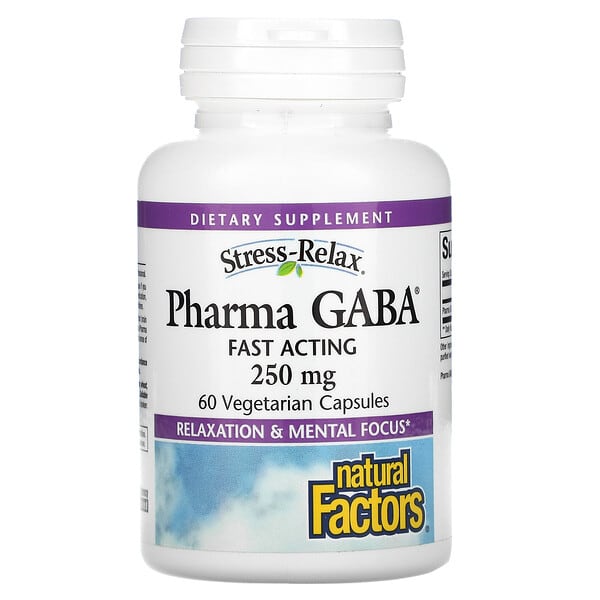 DIETARY SUPPLEMENT
Stress-Relax®
Pharma GABA®
FAST ACTING
250 mg
60 Vegetarian Capsules
RELAXATION & MENTAL FOCUS*
natural
Factors®